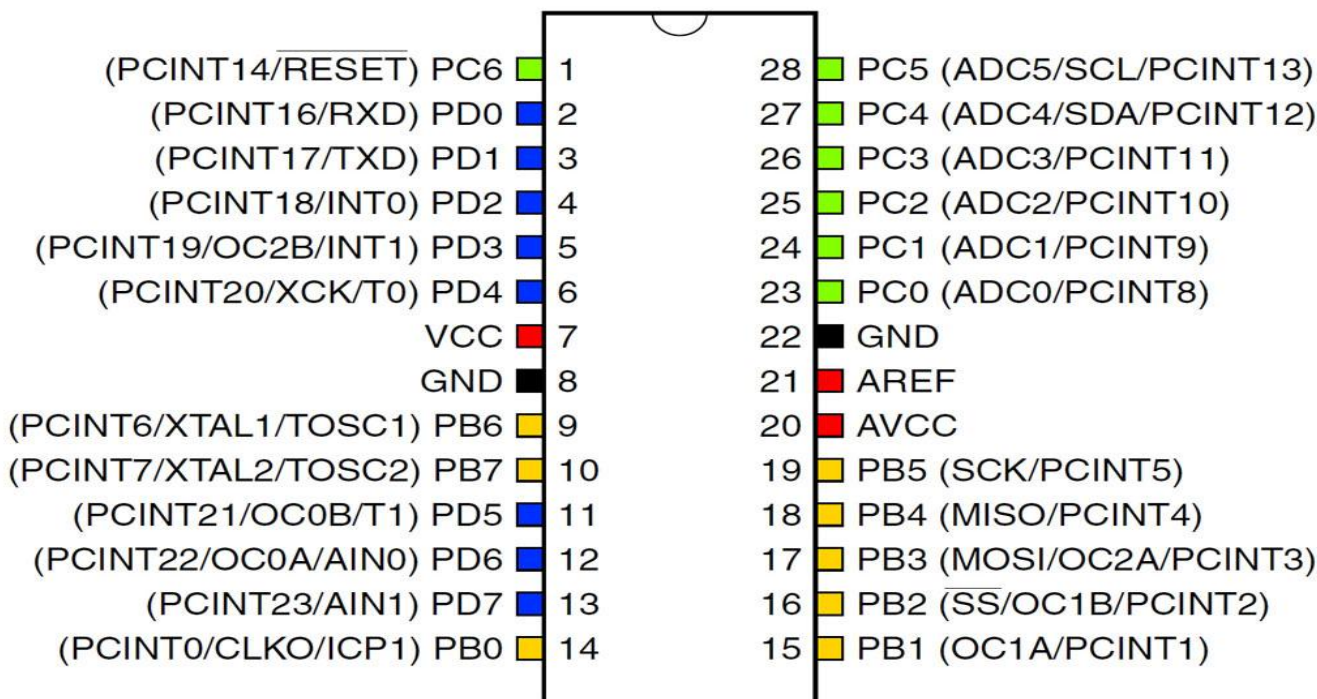 (PCINT14/RESET) PC6 1 28 PC5 (ADC5/SCL/PCINT13)
(PCINT16/RXD) PD0 2 27 PC4 (ADC4/SDA/PCINT12)
(PCINT17/TXD) PD1 3 26 PC3 (ADC3/PCINT11)
(PCINT18/INT0) PD2 4 25 PC2 (ADC2/PCINT10)
(PCINT19/OC2B/INT1) PD3 5 24 PC1 (ADC1/PCINT9)
(PCINT20/XCK/T0) PD4 6 23 PC0 (ADC0/PCINT8)
VCC 7 22 GND
GND 8 21 AREF
(PCINT6/XTAL1/TOSC1) PB6 9 20 AVCC
(PCINT7/XTAL2/TOSC2) PB7 10 19 PB5 (SCK/PCINT5)
(PCINT21/OC0B/T1) PD5 11 18 PB4 (MISO/PCINT4)
(PCINT22/OC0A/AIN0) PD6 12 17 PB3 (MOSI/OC2A/PCINT3)
(PCINT23/AIN1) PD7 13 16 PB2 (SS/OC1B/PCINT2)
(PCINT0/CLKO/ICP1) PB0 14 15 PB1 (OC1A/PCINT1)